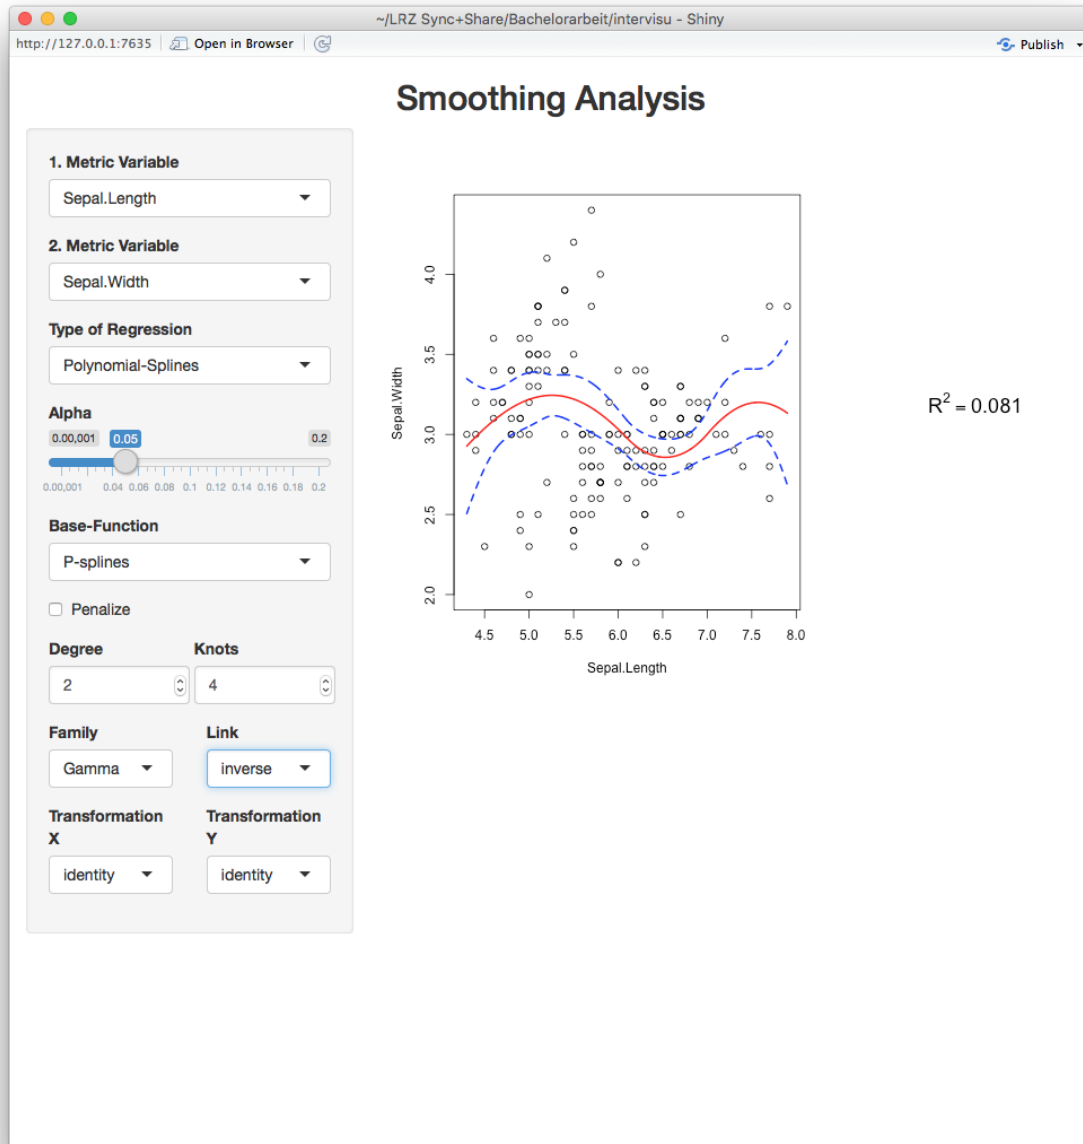 ~/LRZ Sync+Share/Bachelorarbeit/intervisu - Shiny
http://127.0.0.1:7635 Open in Browser Publish
Smoothing Analysis
1. Metric Variable
Sepal.Length
2. Metric Variable
Sepal.Width
Type of Regression
Polynomial-Splines
Alpha
0.00,001 0.05 0.2
0.00,001 0.04 0.06 0.08 0.1 0.12 0.14 0.16 0.18 0.2
Base-Function
P-splines
Penalize
Degree Knots
2 4
Family Link
Gamma inverse
Transformation X Transformation Y
identity identity
4.0
3.5
3.0
2.5
2.0
Sepal.Width
4.5 5.0 5.5 6.0 6.5 7.0 7.5 8.0
Sepal.Length
R² = 0.081